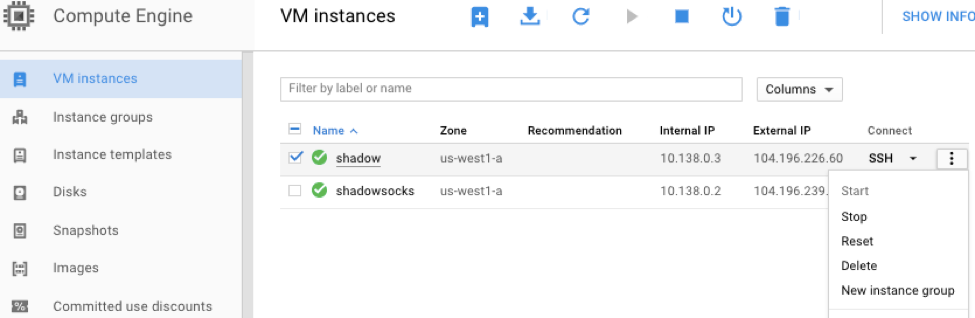 Compute Engine
VM instances
SHOW INFO
VM instances
Instance groups
Instance templates
Disks
Snapshots
Images
Committed use discounts
Filter by label or name
Columns
Name Zone Recommendation Internal IP External IP Connect
shadow us-west1-a 10.138.0.3 104.196.226.60 SSH
shadowsocks us-west1-a 10.138.0.2 104.196.239.
Start
Stop
Reset
Delete
New instance group